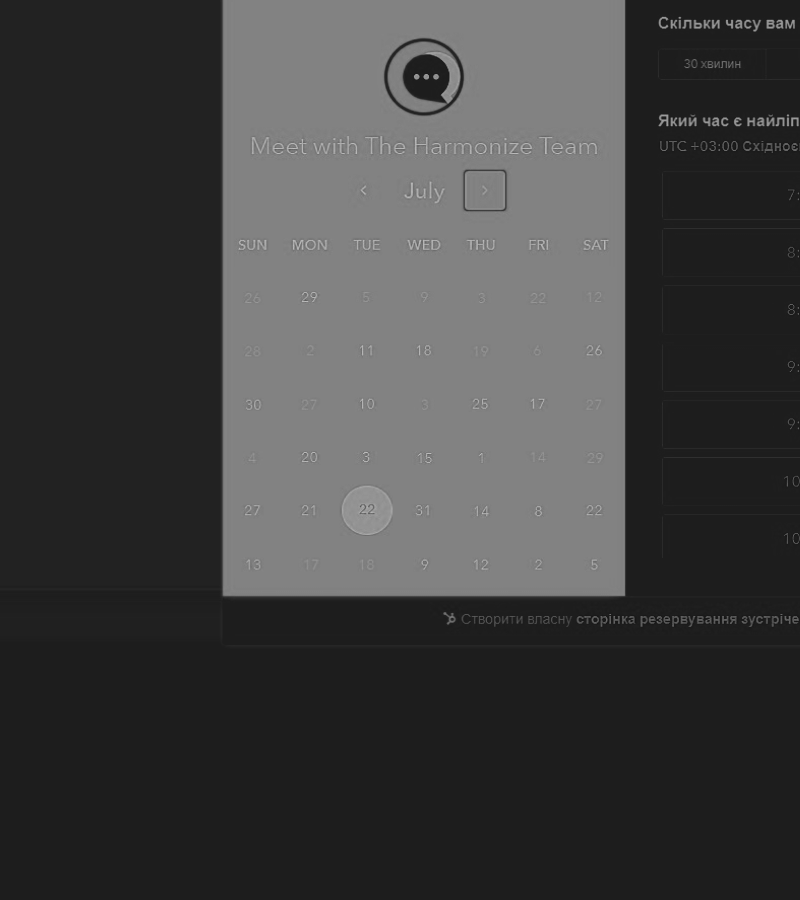 Скільки часу вам
30 хвилин
Meet with The Harmonize Team
July
Який час є найліп
UTC +03:00 Східноє
SUN MON TUE WED THU FRI SAT
26 29 5 9 3 22 12
28 2 11 18 19 6 26
30 27 10 3 25 17 27
4 20 3 15 1 14 29
27 21 22 31 14 8 22
13 17 18 9 12 2 5
7:
8:
8:
9:
9:
10
10
Створити власну сторінка резервування зустріче